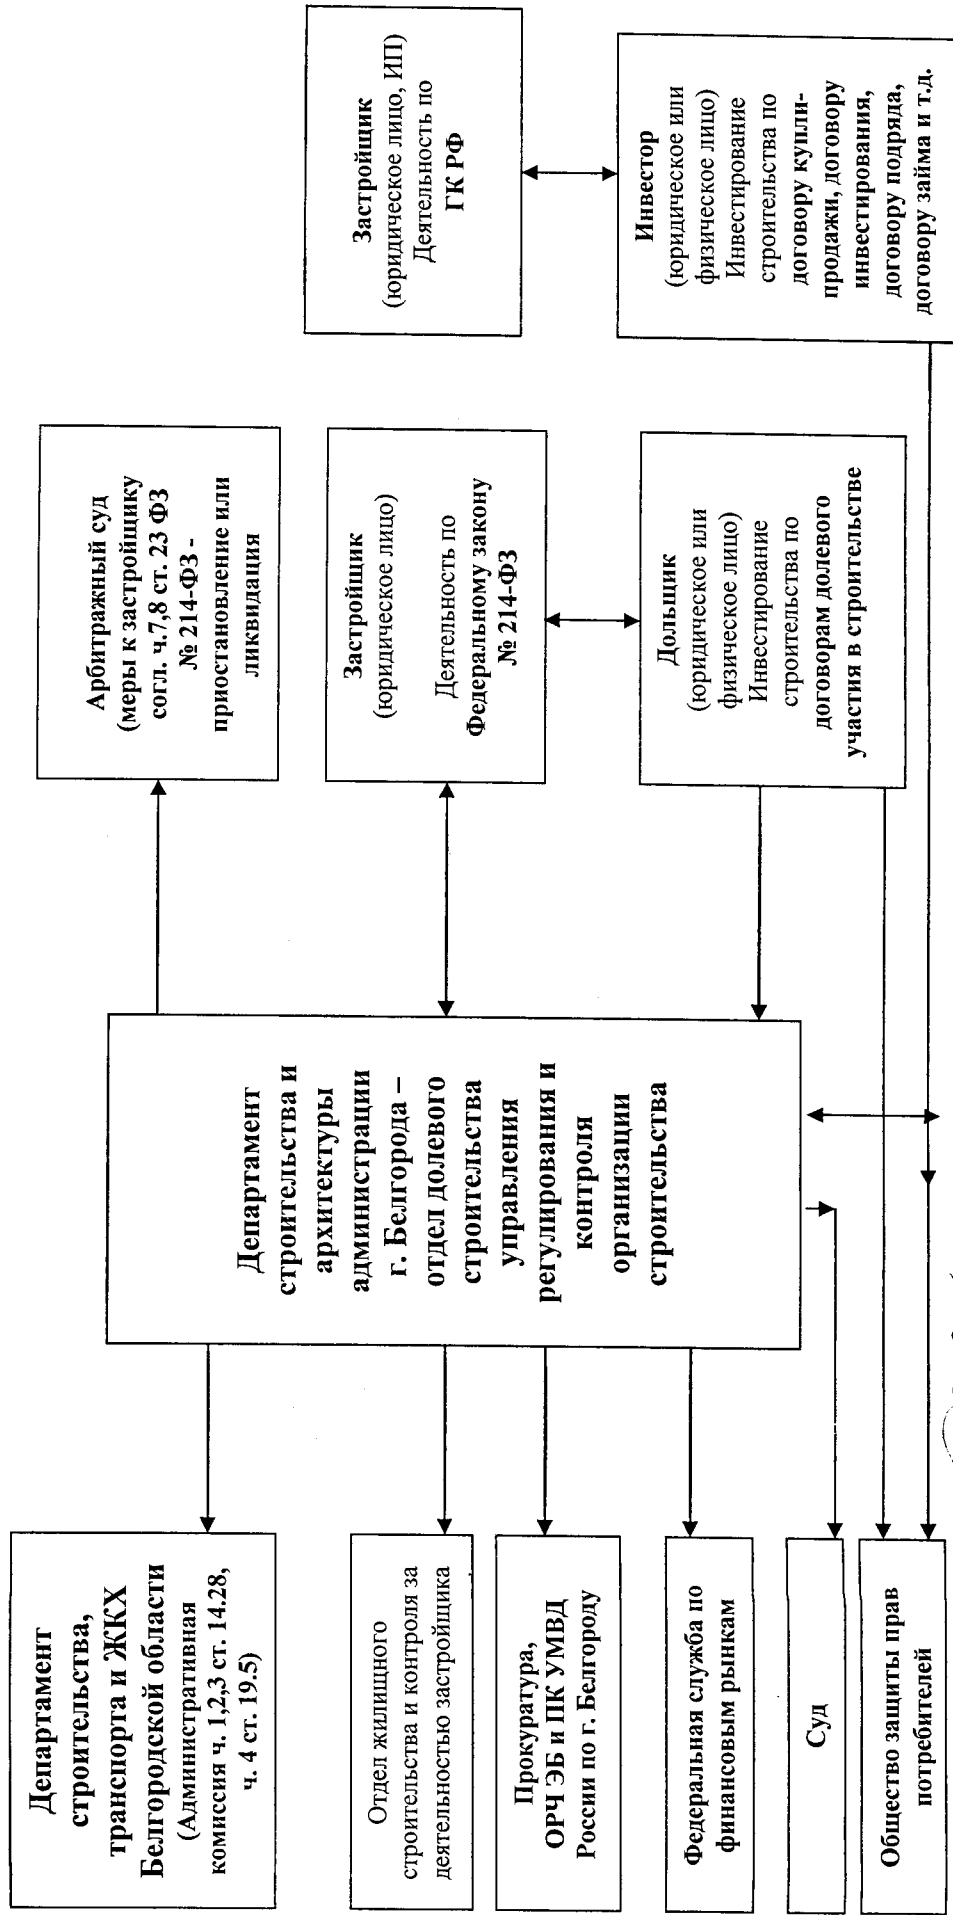 Департамент
строительства,
транспорта и ЖКХ
Белгородской области
(Административная
комиссия ч. 1,2,3 ст. 14.28,
ч. 4 ст. 19.5)
Отдел жилищного
строительства и контроля за
деятельностью застройщика
Прокуратура,
ОРЧ ЭБ и ПК УМВД
России по г. Белгороду
Федеральная служба по
финансовым рынкам
Суд
Общество защиты прав
потребителей
Департамент
строительства и
архитектуры
администрации
г. Белгорода –
отдел долевого
строительства
управления
регулирования и
контроля
организации
строительства
Арбитражный суд
(меры к застройщику
согл. ч.7,8 ст. 23 ФЗ
№ 214-ФЗ -
приостановление или
ликвидация
Застройщик
(юридическое лицо)
Деятельность по
Федеральному закону
№ 214-ФЗ
Дольщик
(юридическое или
физическое лицо)
Инвестирование
строительства по
договорам долевого
участия в строительстве
Застройщик
(юридическое лицо, ИП)
Деятельность по
ГК РФ
Инвестор
(юридическое или
физическое лицо)
Инвестирование
строительства по
договору купли-
продажи, договору
инвестирования,
договору подряда,
договору займа и т.д.